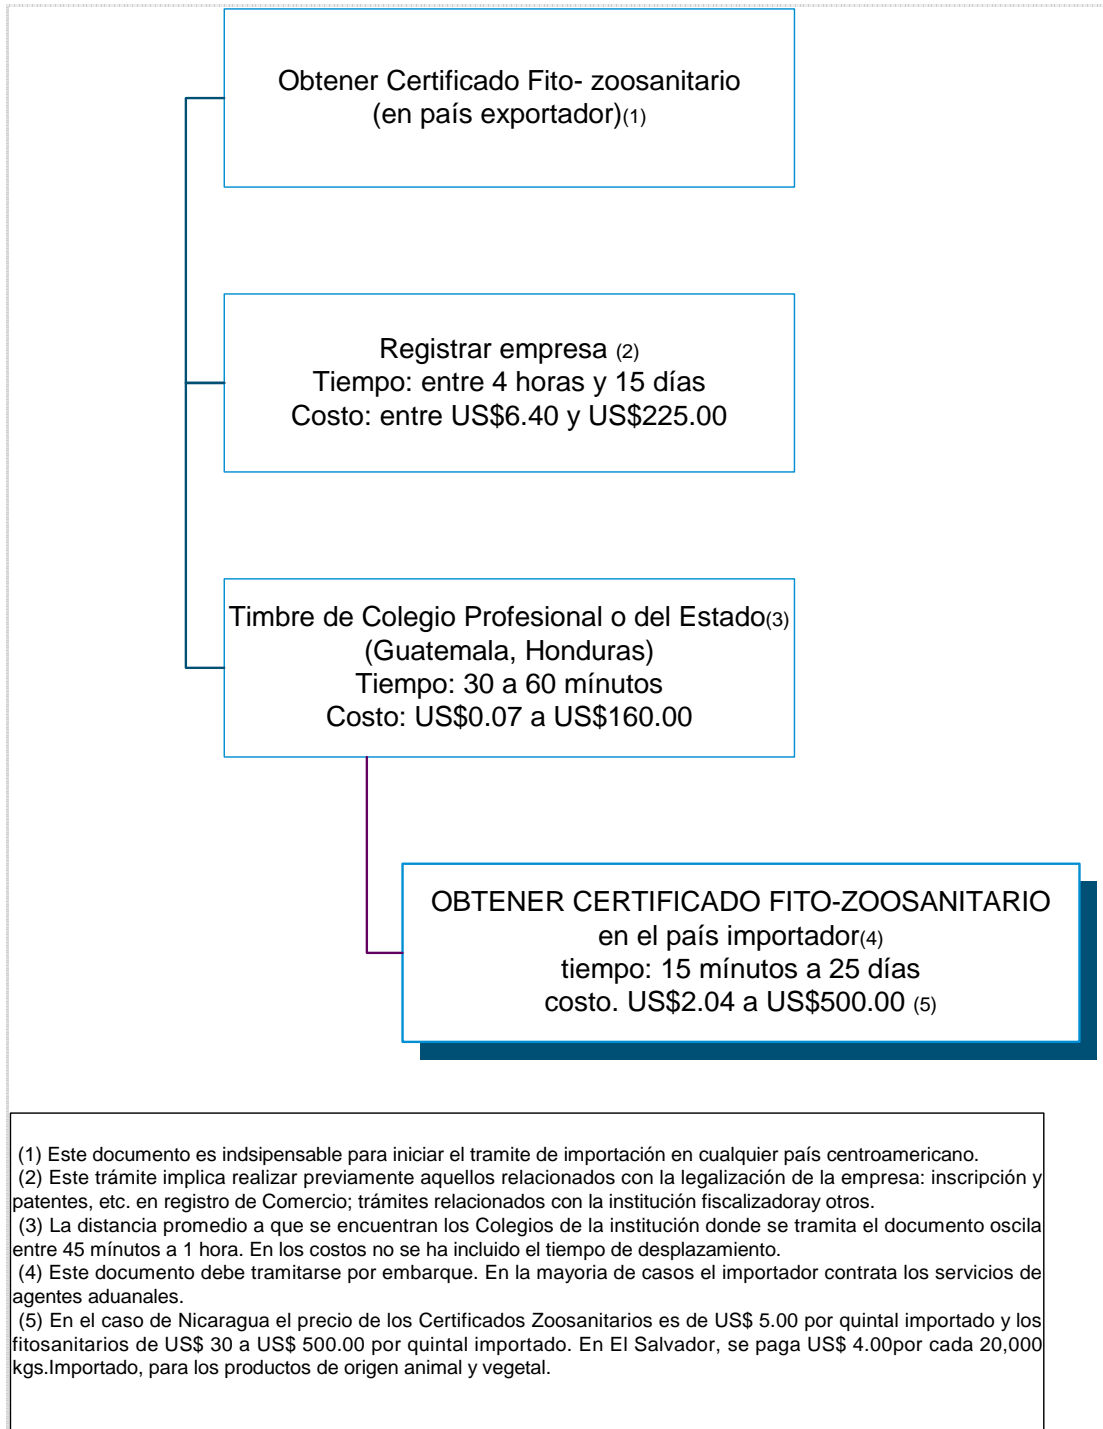 Obtener Certificado Fito- zoosanitario
(en país exportador)(1)
Registrar empresa (2)
Tiempo: entre 4 horas y 15 días
Costo: entre US$6.40 y US$225.00
Timbre de Colegio Profesional o del Estado(3)
(Guatemala, Honduras)
Tiempo: 30 a 60 mínutos
Costo: US$0.07 a US$160.00
OBTENER CERTIFICADO FITO-ZOOSANITARIO
en el país importador(4)
tiempo: 15 mínutos a 25 días
costo. US$2.04 a US$500.00 (5)
(1) Este documento es indsipensable para iniciar el tramite de importación en cualquier país centroamericano.
(2) Este trámite implica realizar previamente aquellos relacionados con la legalización de la empresa: inscripción y
patentes, etc. en registro de Comercio; trámites relacionados con la institución fiscalizadoray otros.
(3) La distancia promedio a que se encuentran los Colegios de la institución donde se tramita el documento oscila
entre 45 mínutos a 1 hora. En los costos no se ha incluido el tiempo de desplazamiento.
(4) Este documento debe tramitarse por embarque. En la mayoria de casos el importador contrata los servicios de
agentes aduanales.
(5) En el caso de Nicaragua el precio de los Certificados Zoosanitarios es de US$ 5.00 por quintal importado y los
fitosanitarios de US$ 30 a US$ 500.00 por quintal importado. En El Salvador, se paga US$ 4.00por cada 20,000
kgs.Importado, para los productos de origen animal y vegetal.